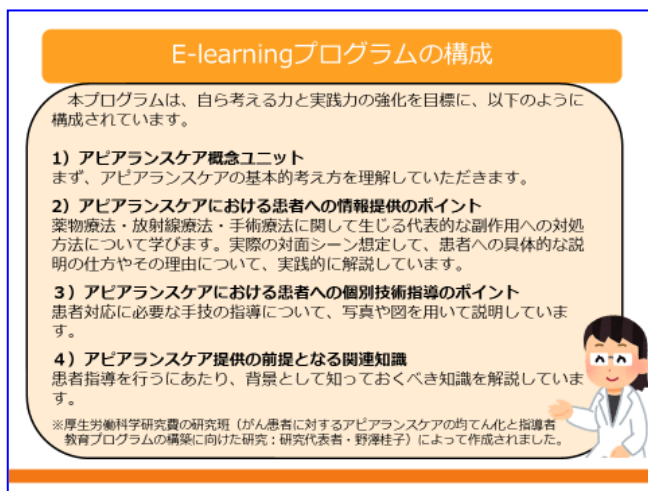 E-learningプログラムの構成
本プログラムは、自ら考える力と実践力の強化を目標に、以下のように
構成されています。
1）アピアランスケア概念ユニット
まず、アピアランスケアの基本的考え方を理解していただきます。
2）アピアランスケアにおける患者への情報提供のポイント
薬物療法・放射線療法・手術療法に関して生じる代表的な副作用への対処
方法について学びます。実際の対面シーン想定して、患者への具体的な説
明の仕方やその理由について、実践的に解説しています。
3）アピアランスケアにおける患者への個別技術指導のポイント
患者対応に必要な手技の指導について、写真や図を用いて説明していま
す。
4）アピアランスケア提供の前提となる関連知識
患者指導を行うにあたり、背景として知っておくべき知識を解説していま
す。
※厚生労働科学研究費の研究班（がん患者に対するアピアランスケアの均てん化と指導者
教育プログラムの構築に向けた研究：研究代表者・野澤桂子）によって作成されました。